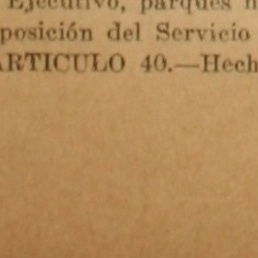 Ejecutivo, parques n
posición del Servicio
ARTICULO 40.—Hech